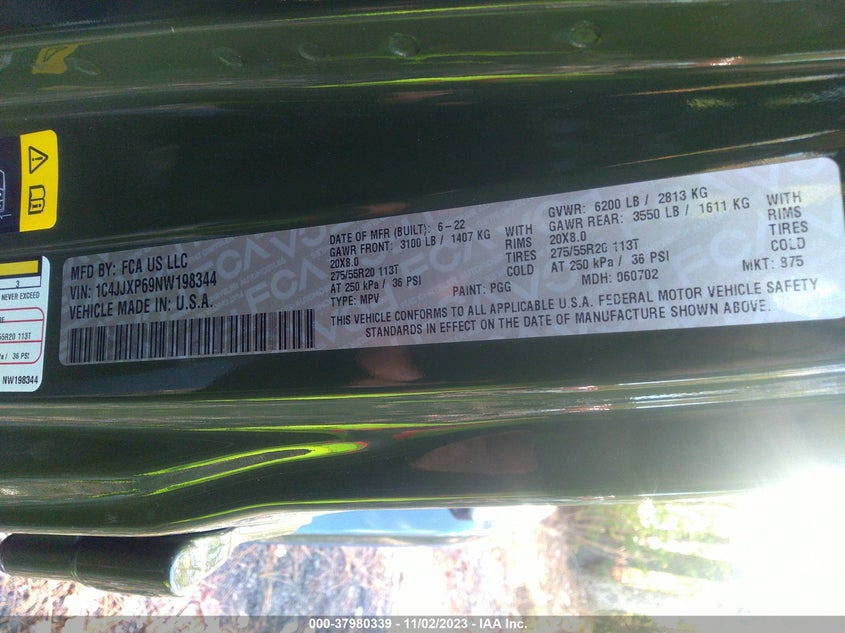 MFD BY: FCA US LLC
VIN: 1C4JJXP69NW198344
VEHICLE MADE IN U.S.A.
DATE OF MFR (BUILT): 6-22
GAWR FRONT: 3100 LB / 1407 KG WITH
20X8.0 RIMS
275/55R20 113T TIRES
AT 250 kPa / 36 PSI COLD
TYPE: MPV
GVWR: 6200 LB / 2813 KG
GAWR REAR: 3550 LB / 1611 KG WITH
20X8.0 RIMS
275/55R20 113T TIRES
AT 250 kPa / 36 PSI COLD
PAINT: PGG MDH: 060702 MKT: 975
THIS VEHICLE CONFORMS TO ALL APPLICABLE U.S.A. FEDERAL MOTOR VEHICLE SAFETY
STANDARDS IN EFFECT ON THE DATE OF MANUFACTURE SHOWN ABOVE.
3
NEVER EXCEED
55R20 113T
kPa / 36 PSI
NW198344
000-37980339 - 11/02/2023 - IAA Inc.